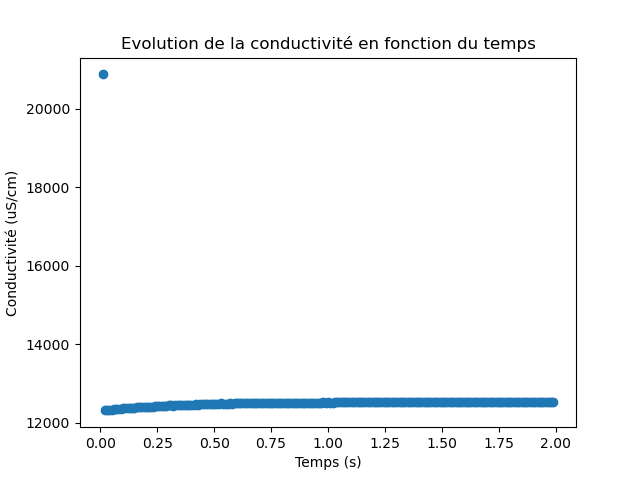 Evolution de la conductivité en fonction du temps
20000
18000
16000
14000
12000
Conductivité (uS/cm)
0.00 0.25 0.50 0.75 1.00 1.25 1.50 1.75 2.00
Temps (s)